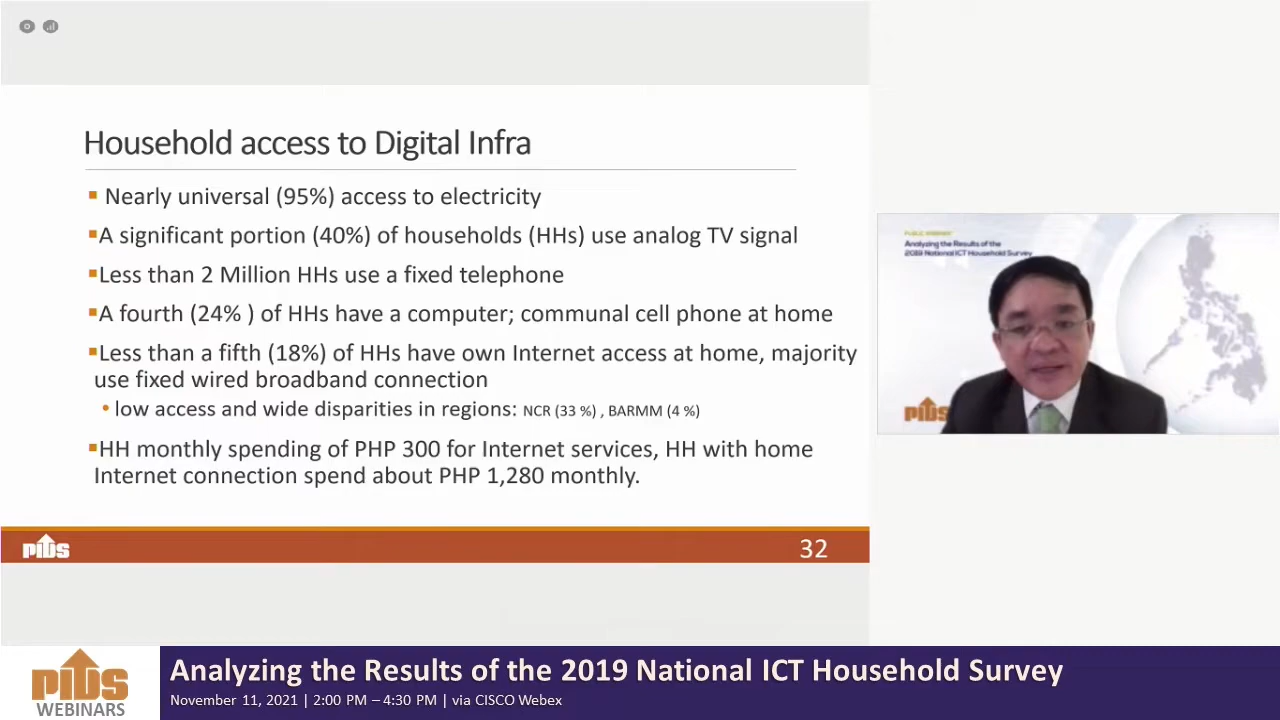 Household access to Digital Infra
Nearly universal (95%) access to electricity
A significant portion (40%) of households (HHs) use analog TV signal
Less than 2 Million HHs use a fixed telephone
A fourth (24% ) of HHs have a computer; communal cell phone at home
Less than a fifth (18%) of HHs have own Internet access at home, majority
use fixed wired broadband connection
low access and wide disparities in regions: NCR (33 %) , BARMM (4 %)
HH monthly spending of PHP 300 for Internet services, HH with home
Internet connection spend about PHP 1,280 monthly.
pids
32
PUBLIC WEBINAR
Analyzing the Results of the
2019 National ICT Household Survey
pids
pids
WEBINARS
Analyzing the Results of the 2019 National ICT Household Survey
November 11, 2021 | 2:00 PM – 4:30 PM | via CISCO Webex